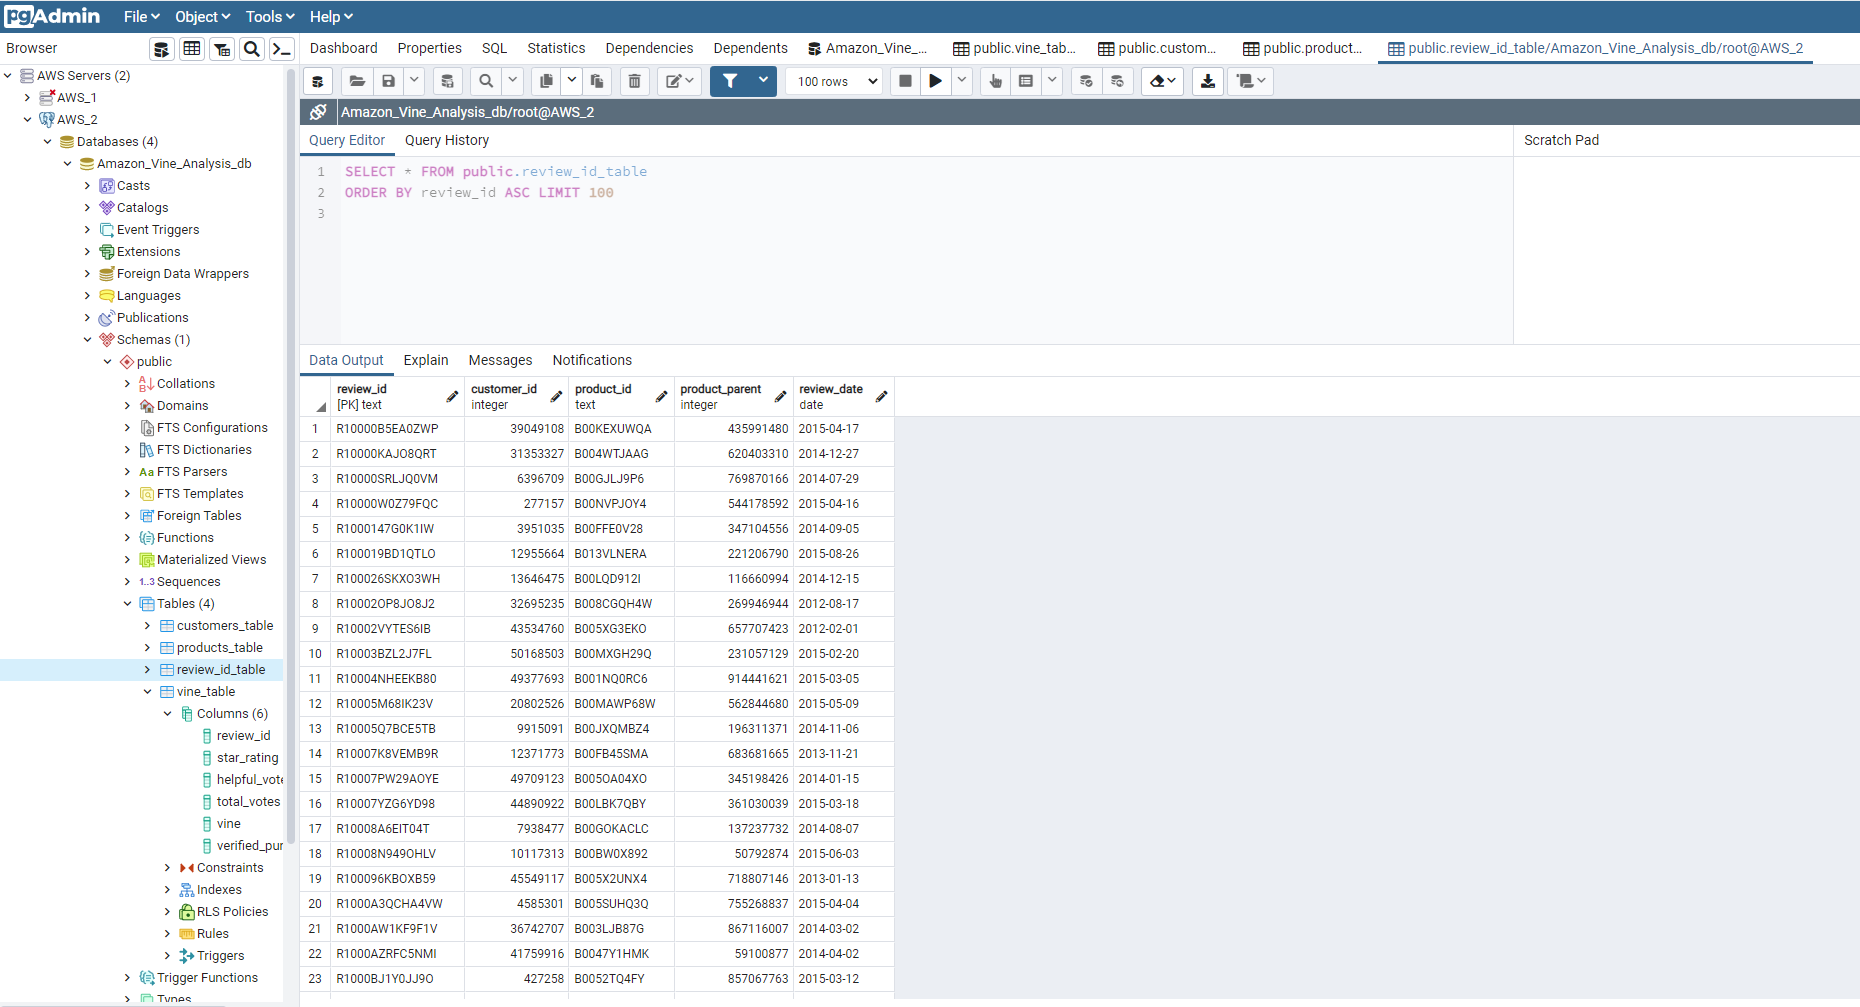 pgAdmin File Object Tools Help
Browser
Dashboard Properties SQL Statistics Dependencies Dependents Amazon_Vine_... public.vine_tab... public.custom... public.product... public.review_id_table/Amazon_Vine_Analysis_db/root@AWS_2
AWS Servers (2)
AWS_1
AWS_2
Databases (4)
Amazon_Vine_Analysis_db
Casts
Catalogs
Event Triggers
Extensions
Foreign Data Wrappers
Languages
Publications
Schemas (1)
public
Collations
Domains
FTS Configurations
FTS Dictionaries
Aa FTS Parsers
FTS Templates
Foreign Tables
Functions
Materialized Views
1..3 Sequences
Tables (4)
customers_table
products_table
review_id_table
vine_table
Columns (6)
review_id
star_rating
helpful_vote
total_votes
vine
verified_pur
Constraints
Indexes
RLS Policies
Rules
Triggers
Trigger Functions
Types
100 rows
Amazon_Vine_Analysis_db/root@AWS_2
Query Editor Query History
Scratch Pad
1 SELECT * FROM public.review_id_table
2 ORDER BY review_id ASC LIMIT 100
3
Data Output Explain Messages Notifications
review_id customer_id product_id product_parent review_date
[PK] text integer text integer date
1 R10000B5EA0ZWP 39049108 B00KEXUWQA 435991480 2015-04-17
2 R10000KAJO8QRT 31353327 B004WTJAAG 620403310 2014-12-27
3 R10000SRLJQ0VM 6396709 B00GJLJ9P6 769870166 2014-07-29
4 R10000W0Z79FQC 277157 B00NVPJOY4 544178592 2015-04-16
5 R1000147G0K1IW 3951035 B00FFE0V28 347104556 2014-09-05
6 R100019BD1QTLO 12955664 B013VLNERA 221206790 2015-08-26
7 R100026SKXO3WH 13646475 B00LQD912I 116660994 2014-12-15
8 R10002OP8JO8J2 32695235 B008CGQH4W 269946944 2012-08-17
9 R10002VYTES6IB 43534760 B005XG3EKO 657707423 2012-02-01
10 R10003BZL2J7FL 50168503 B00MXGH29Q 231057129 2015-02-20
11 R10004NHEEKB80 49377693 B001NQ0RC6 914441621 2015-03-05
12 R10005M68IK23V 20802526 B00MAWP68W 562844680 2015-05-09
13 R10005Q7BCE5TB 9915091 B00JXQMBZ4 196311371 2014-11-06
14 R10007K8VEMB9R 12371773 B00FB45SMA 683681665 2013-11-21
15 R10007PW29AOYE 49709123 B005OA04XO 345198426 2014-01-15
16 R10007YZG6YD98 44890922 B00LBK7QBY 361030039 2015-03-18
17 R10008A6EIT04T 7938477 B00GOKACLC 137237732 2014-08-07
18 R10008N949OHLV 10117313 B00BW0X892 50792874 2015-06-03
19 R100096KBOXB59 45549117 B005X2UNX4 718807146 2013-01-13
20 R1000A3QCHA4VW 4585301 B005SUHQ3Q 755268837 2015-04-04
21 R1000AW1KF9F1V 36742707 B003LJB87G 867116007 2014-03-02
22 R1000AZRFC5NMI 41759916 B0047Y1HMK 59100877 2014-04-02
23 R1000BJ1Y0JJ9O 427258 B0052TQ4FY 857067763 2015-03-12